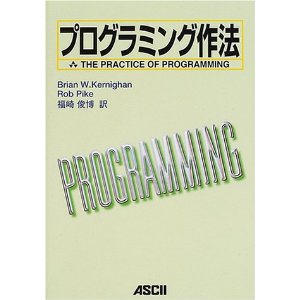 プログラミング作法
THE PRACTICE OF PROGRAMMING
Brian W.Kernighan
Rob Pike
福崎 俊博 訳
PROGRAMMING
ASCII